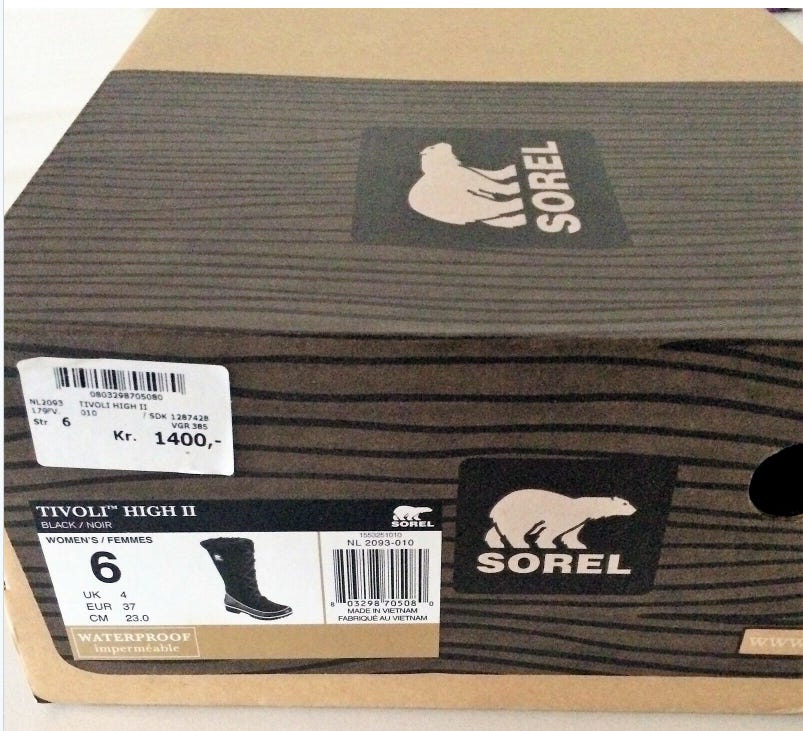 SOREL
0803298705080
NL2093 TIVOLI HIGH II
179FV. 010 / SDK 1287428
VGR 385
Str 6
Kr. 1400,-
TIVOLI™ HIGH II
BLACK / NOIR
SOREL
WOMEN'S / FEMMES
6
UK 4
EUR 37
CM 23.0
1553251010
NL 2093-010
8 03298 70508 0
MADE IN VIETNAM
FABRIQUÉ AU VIETNAM
WATERPROOF
imperméable
SOREL
www